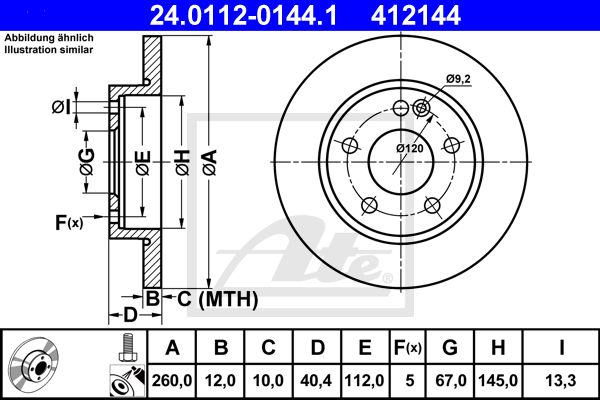 24.0112-0144.1 412144
Abbildung ähnlich
Illustration similar
Ø9,2
ØI
ØG
ØE
ØH
ØA
Ø120
F(x)
B
C (MTH)
D
Ate
®
A B C D E F(x) G H I
260,0 12,0 10,0 40,4 112,0 5 67,0 145,0 13,3